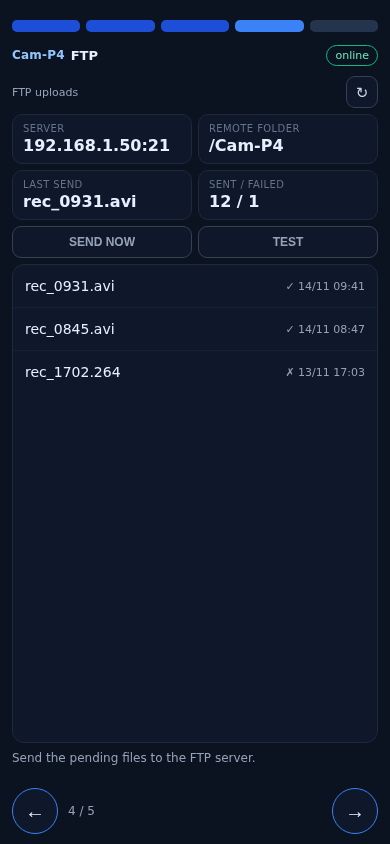 Cam-P4 FTP
online
FTP uploads
↻
SERVER
192.168.1.50:21
REMOTE FOLDER
/Cam-P4
LAST SEND
rec_0931.avi
SENT / FAILED
12 / 1
SEND NOW
TEST
rec_0931.avi ✓ 14/11 09:41
rec_0845.avi ✓ 14/11 08:47
rec_1702.264 ✗ 13/11 17:03
Send the pending files to the FTP server.
← 4 / 5 →